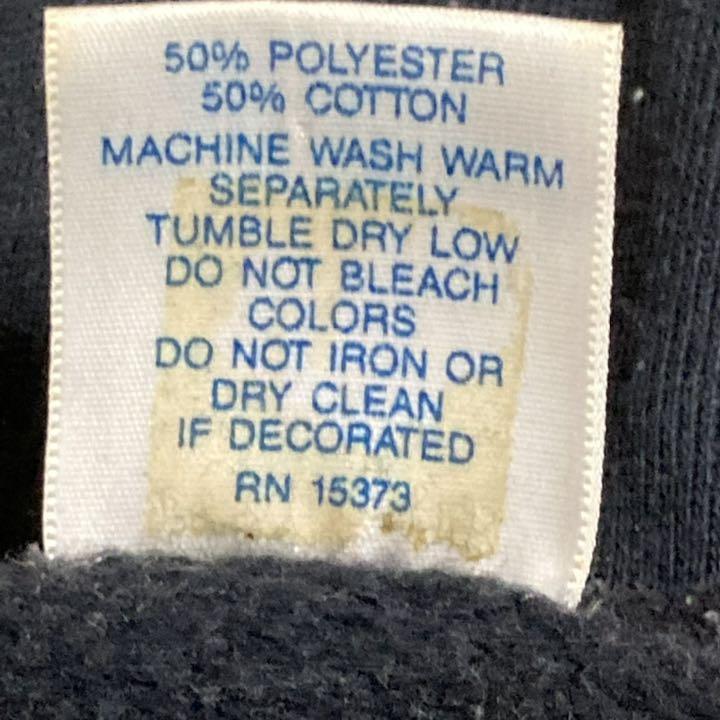 50% POLYESTER
50% COTTON
MACHINE WASH WARM
SEPARATELY
TUMBLE DRY LOW
DO NOT BLEACH
COLORS
DO NOT IRON OR
DRY CLEAN
IF DECORATED
RN 15373